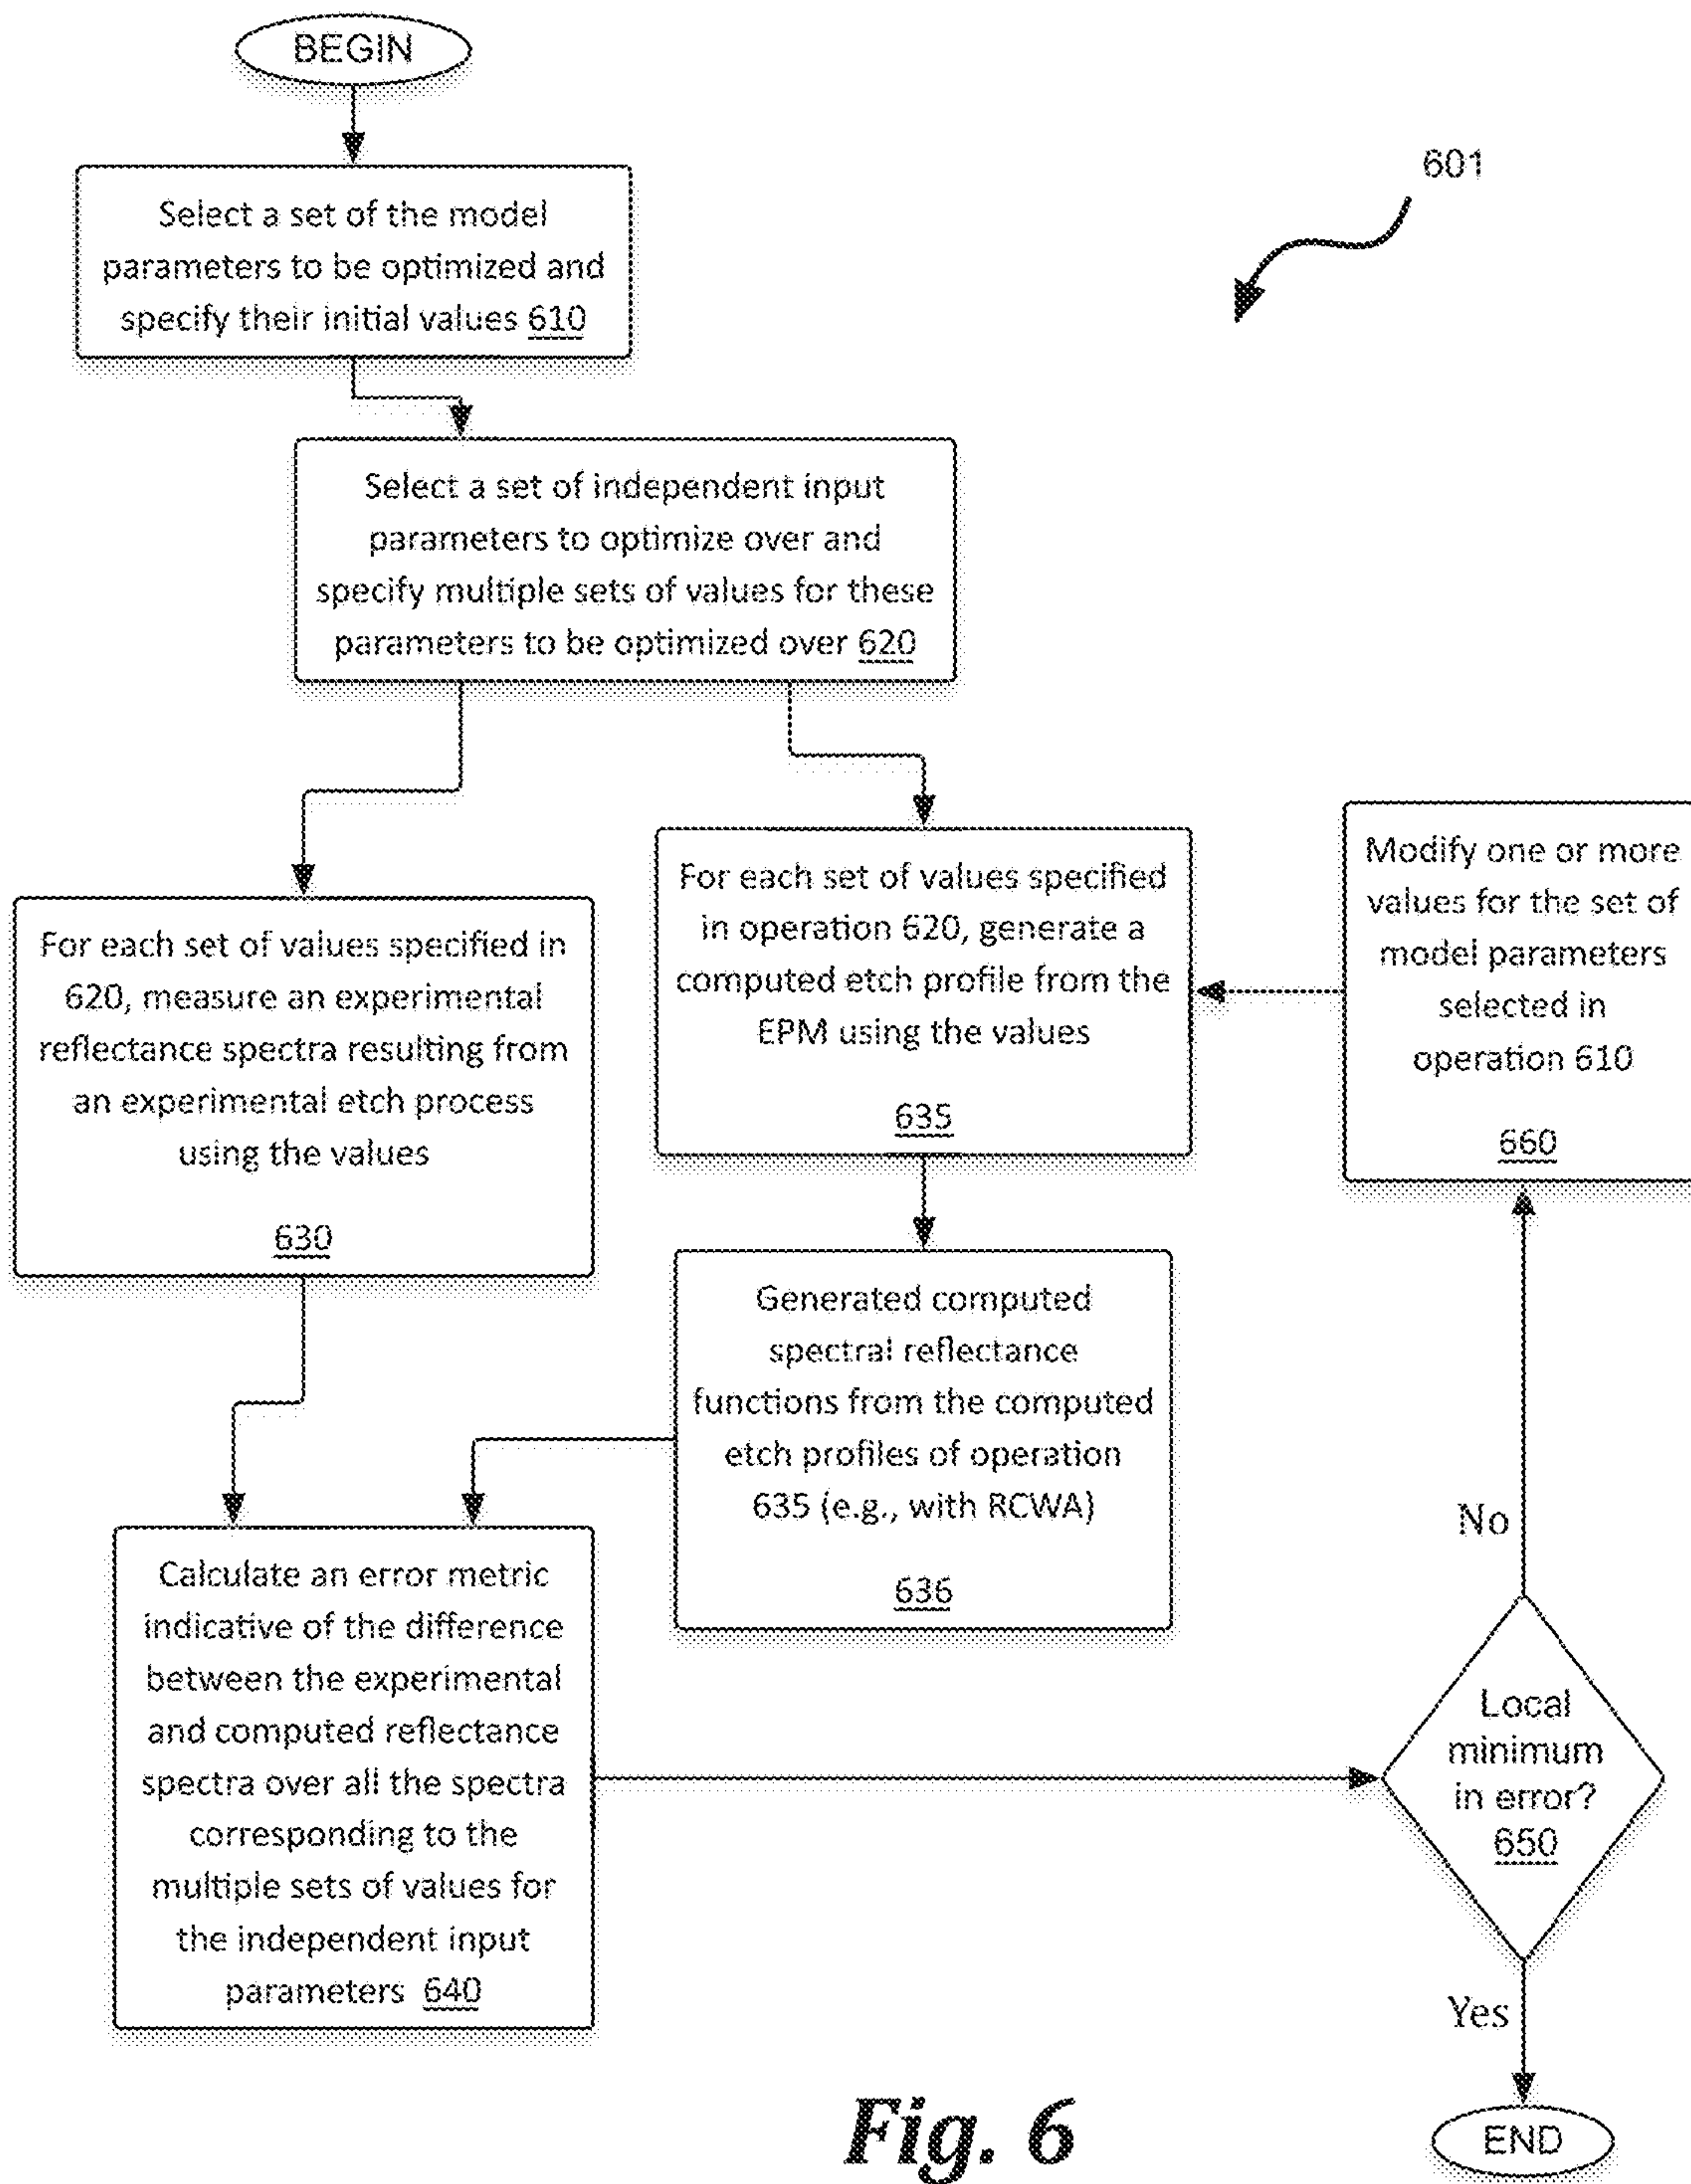 BEGIN
601
Select a set of the model
parameters to be optimized and
specify their initial values 610
Select a set of independent input
parameters to optimize over and
specify multiple sets of values for these
parameters to be optimized over 620
For each set of values specified in
620, measure an experimental
reflectance spectra resulting from
an experimental etch process
using the values
630
For each set of values specified
in operation 620, generate a
computed etch profile from the
EPM using the values
635
Modify one or more
values for the set of
model parameters
selected in
operation 610
660
Generated computed
spectral reflectance
functions from the computed
etch profiles of operation
635 (e.g., with RCWA)
636
Calculate an error metric
indicative of the difference
between the experimental
and computed reflectance
spectra over all the spectra
corresponding to the
multiple sets of values for
the independent input
parameters 640
No
Local
minimum
in error?
650
Yes
END
Fig. 6